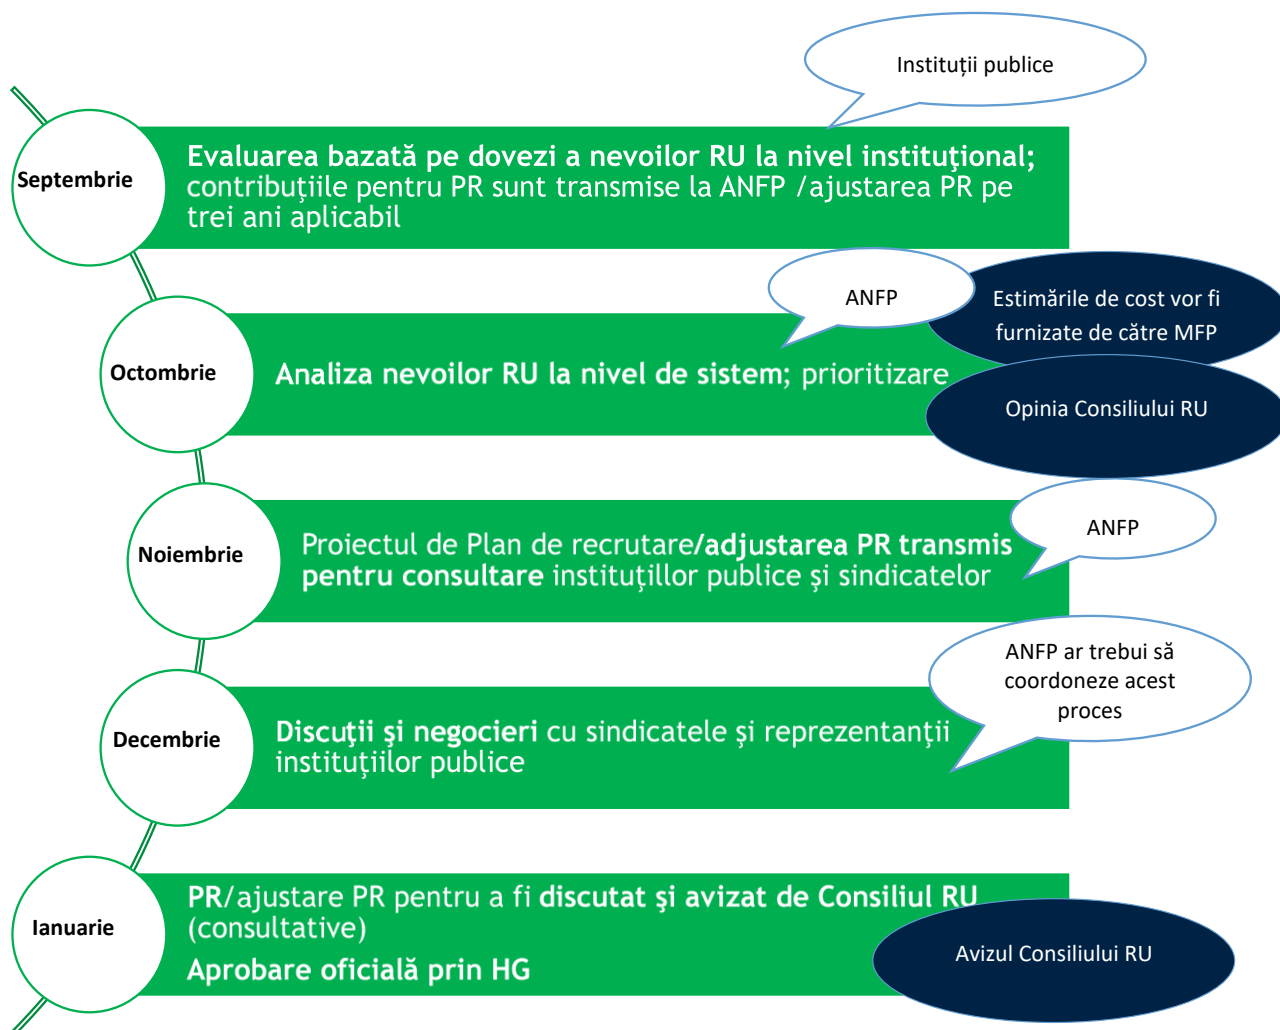 Instituții publice
Septembrie
Evaluarea bazată pe dovezi a nevoilor RU la nivel instituţional;
contribuţiile pentru PR sunt transmise la ANFP /ajustarea PR pe
trei ani aplicabil
ANFP
Estimările de cost vor fi
furnizate de către MFP
Octombrie
Analiza nevoilor RU la nivel de sistem; prioritizare
Opinia Consiliului RU
ANFP
Noiembrie
Proiectul de Plan de recrutare/adjustarea PR transmis
pentru consultare instituţillor publice şi sindicatelor
ANFP ar trebui să
coordoneze acest
proces
Decembrie
Discuţii şi negocieri cu sindicatele şi reprezentanţii
instituţiilor publice
Ianuarie
PR/ajustare PR pentru a fi discutat şi avizat de Consiliul RU
(consultative)
Aprobare oficială prin HG
Avizul Consiliului RU